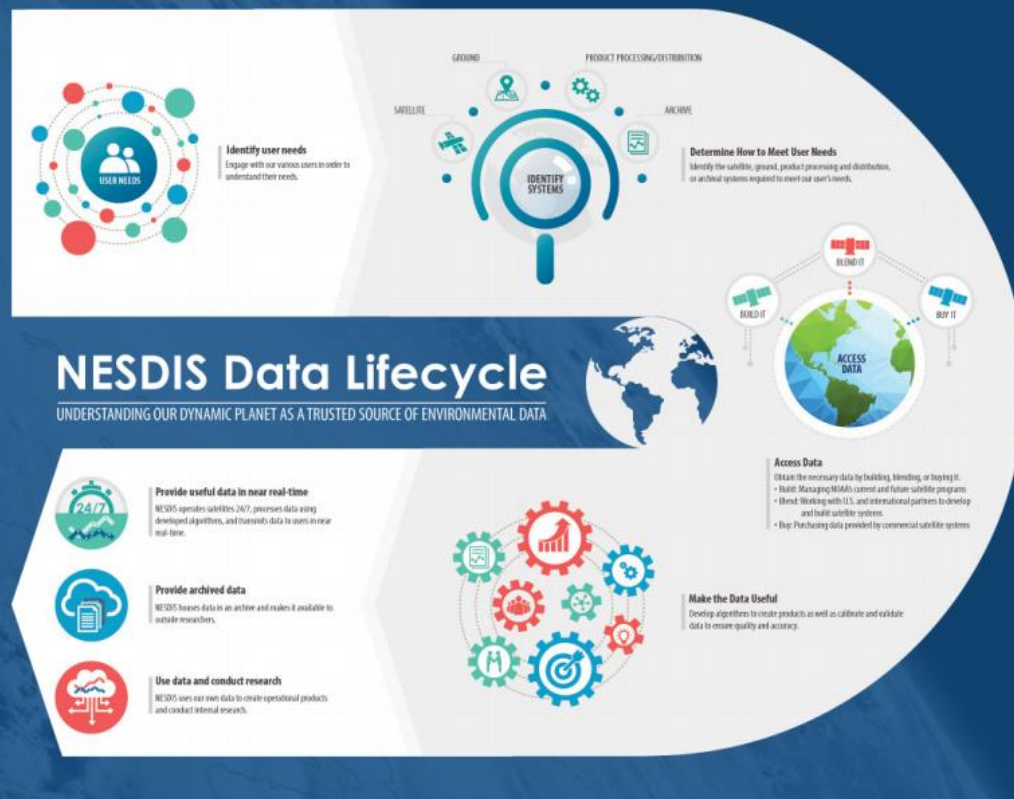 USER NEEDS
Identify user needs
Engage with our various users in order to
understand their needs.
GROUND
PRODUCT PROCESSING/DISTRIBUTION
SATELLITE
ARCHIVE
IDENTIFY
SYSTEMS
Determine How to Meet User Needs
Identify the satellite, ground, product processing and distribution,
or archival systems required to meet our user's needs.
BLEND IT
BUILD IT
BUY IT
ACCESS
DATA
NESDIS Data Lifecycle
UNDERSTANDING OUR DYNAMIC PLANET AS A TRUSTED SOURCE OF ENVIRONMENTAL DATA
Access Data
Obtain the necessary data by building, blending, or buying it.
• Build: Managing NOAA's current and future satellite programs
• Blend: Working with U.S. and international partners to develop
and build satellite systems
• Buy: Purchasing data provided by commercial satellite systems
Make the Data Useful
Develop algorithms to create products as well as calibrate and validate
data to ensure quality and accuracy.
24/7
Provide useful data in near real-time
NESDIS operates satellites 24/7, processes data using
developed algorithms, and transmits data to users in near
real-time.
Provide archived data
NESDIS houses data in an archive and makes it available to
outside researchers.
Use data and conduct research
NESDIS uses our own data to create operational products
and conduct internal research.